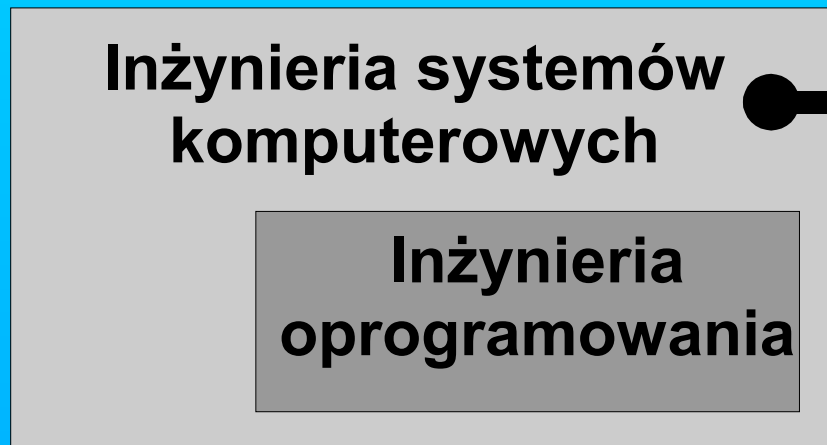 Inżynieria systemów
komputerowych
Inżynieria
oprogramowania